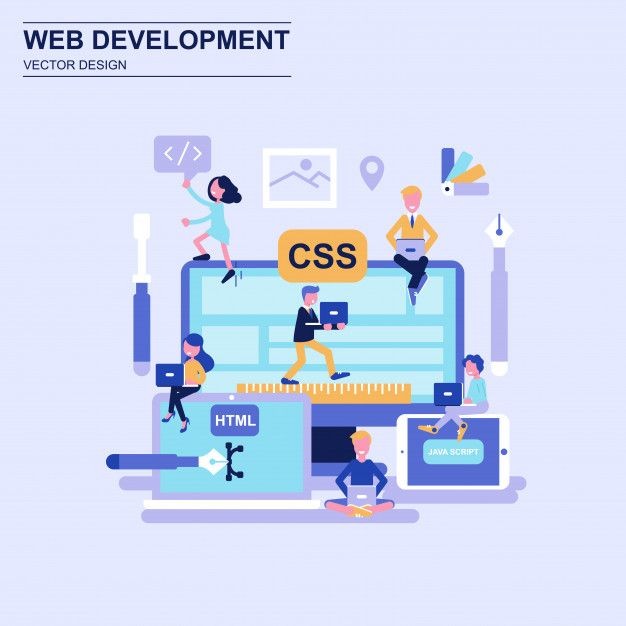 WEB DEVELOPMENT
VECTOR DESIGN
</>
CSS
HTML
JAVA SCRIPT